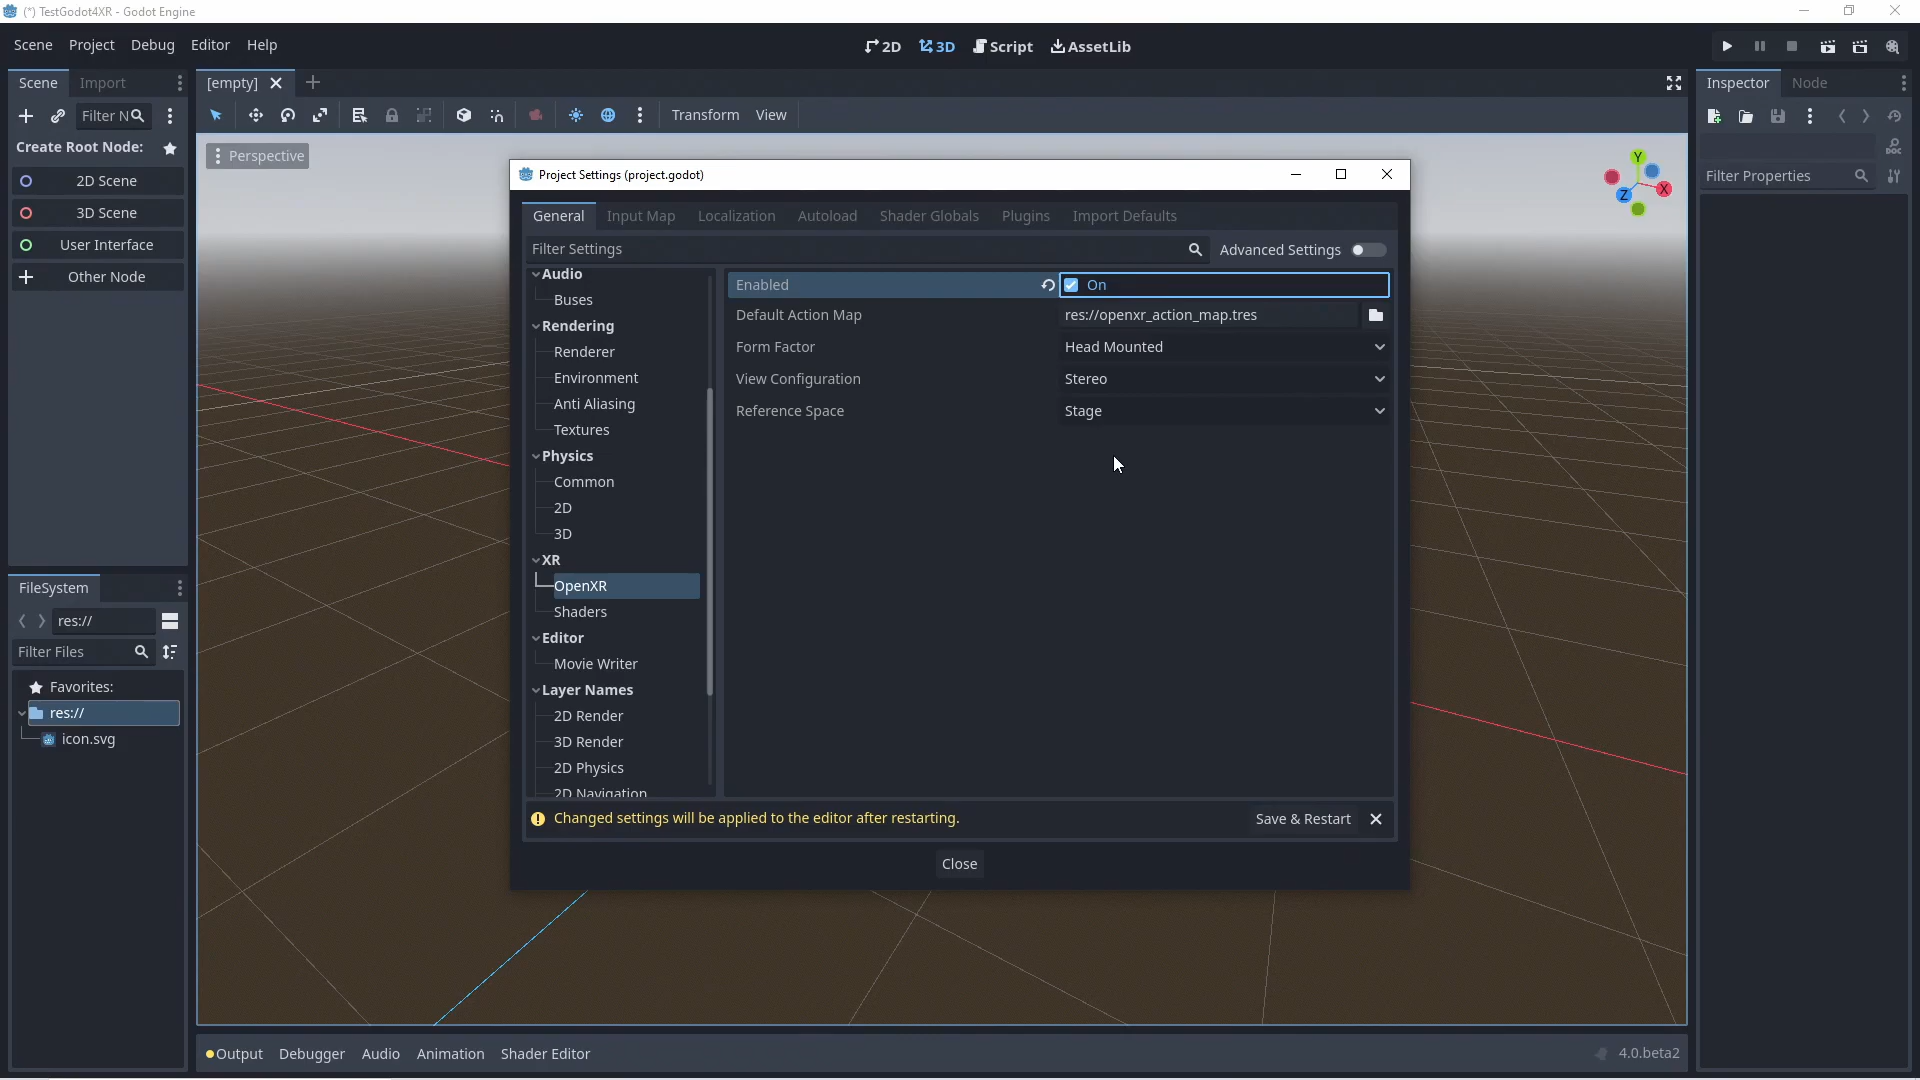 (*) TestGodot4XR - Godot Engine
Scene Project Debug Editor Help
2D 3D Script AssetLib
Scene Import
[empty]
Inspector Node
Filter N
Transform View
Create Root Node:
Perspective
2D Scene
3D Scene
User Interface
Other Node
Y
X
Z
DOC
Filter Properties
Project Settings (project.godot)
General Input Map Localization Autoload Shader Globals Plugins Import Defaults
Filter Settings
Advanced Settings
Audio
Buses
Rendering
Renderer
Environment
Anti Aliasing
Textures
Physics
Common
2D
3D
XR
OpenXR
Shaders
Editor
Movie Writer
Layer Names
2D Render
3D Render
2D Physics
2D Navigation
Enabled On
Default Action Map res://openxr_action_map.tres
Form Factor Head Mounted
View Configuration Stereo
Reference Space Stage
Changed settings will be applied to the editor after restarting.
Save & Restart
Close
FileSystem
res://
Filter Files
Favorites:
res://
icon.svg
Output Debugger Audio Animation Shader Editor
4.0.beta2